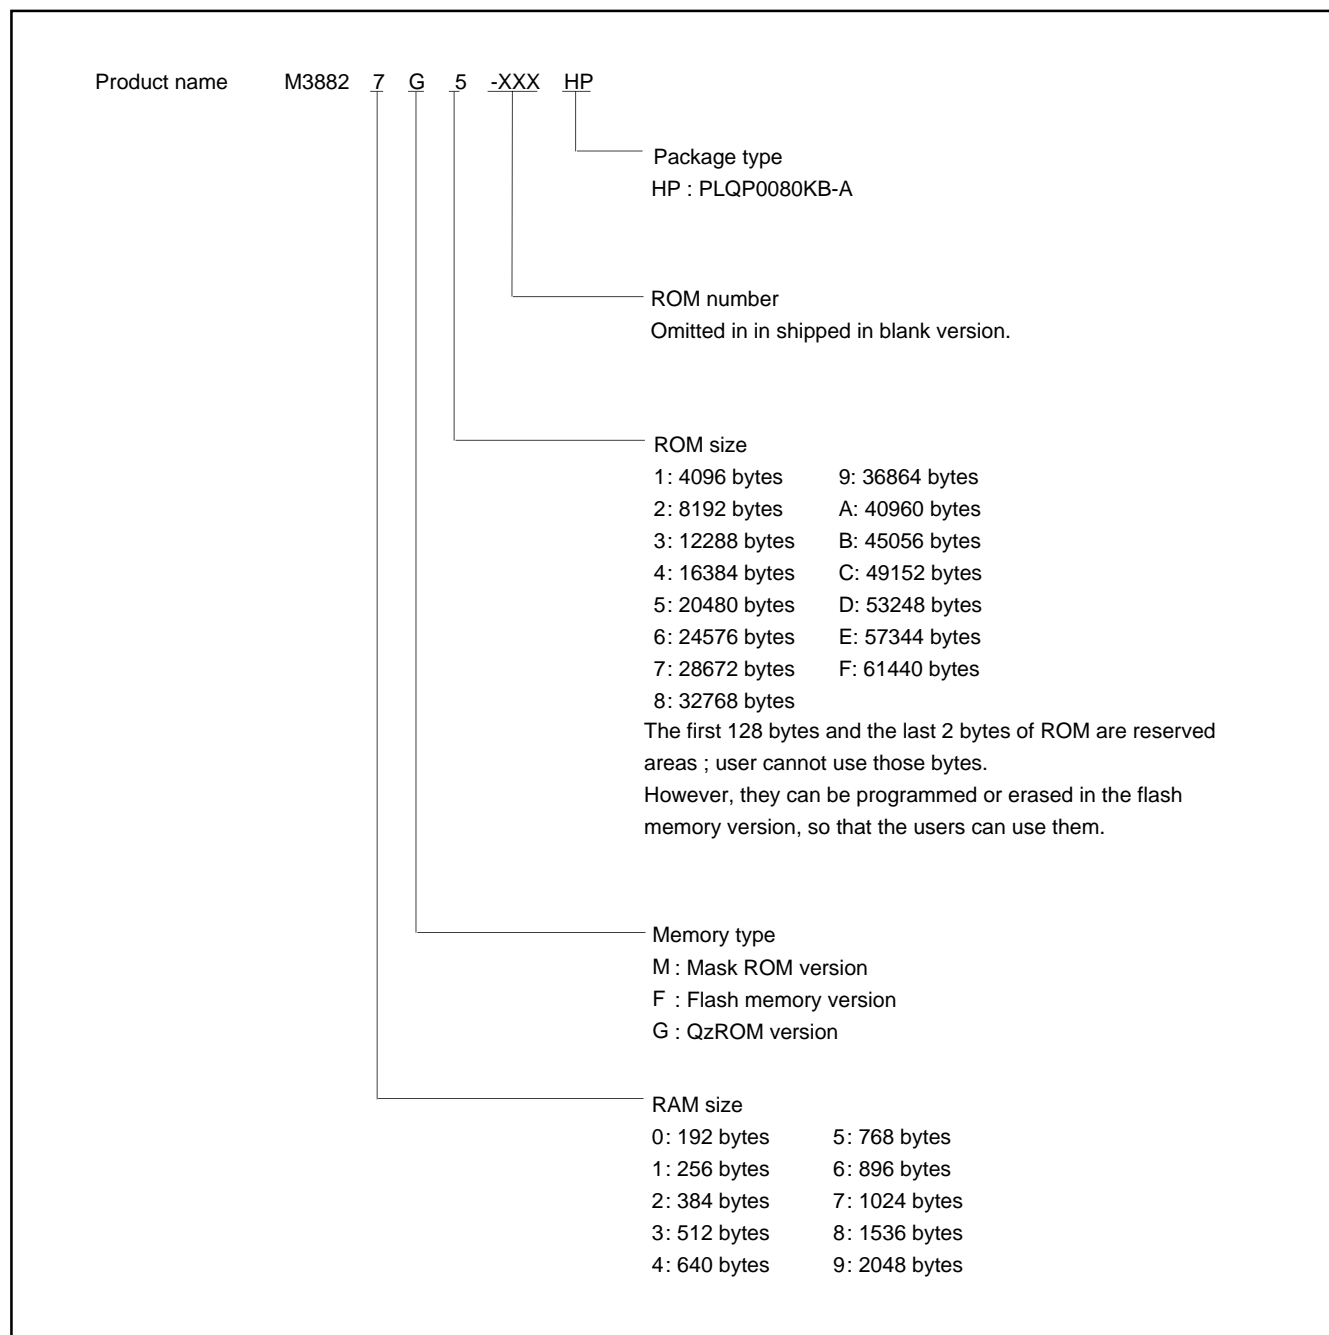 Product name M3882 7 G 5 -XXX HP
Package type
HP : PLQP0080KB-A
ROM number
Omitted in in shipped in blank version.
ROM size
1: 4096 bytes 9: 36864 bytes
2: 8192 bytes A: 40960 bytes
3: 12288 bytes B: 45056 bytes
4: 16384 bytes C: 49152 bytes
5: 20480 bytes D: 53248 bytes
6: 24576 bytes E: 57344 bytes
7: 28672 bytes F: 61440 bytes
8: 32768 bytes
The first 128 bytes and the last 2 bytes of ROM are reserved
areas ; user cannot use those bytes.
However, they can be programmed or erased in the flash
memory version, so that the users can use them.
Memory type
M : Mask ROM version
F : Flash memory version
G : QzROM version
RAM size
0: 192 bytes 5: 768 bytes
1: 256 bytes 6: 896 bytes
2: 384 bytes 7: 1024 bytes
3: 512 bytes 8: 1536 bytes
4: 640 bytes 9: 2048 bytes